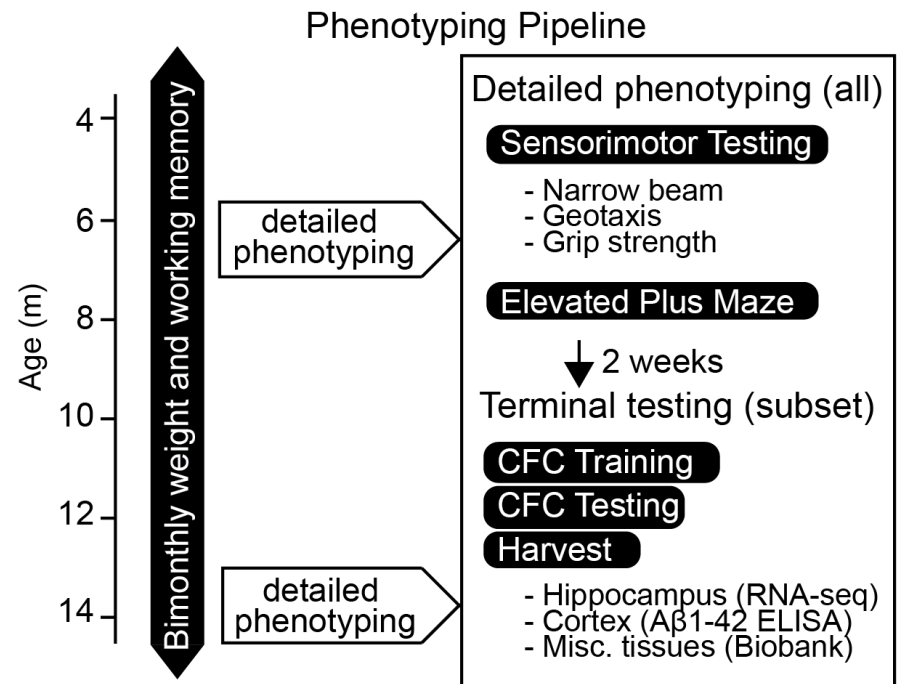 Phenotyping Pipeline
Age (m)
4
6
8
10
12
14
Bimonthly weight and working memory
detailed
phenotyping
detailed
phenotyping
Detailed phenotyping (all)
Sensorimotor Testing
- Narrow beam
- Geotaxis
- Grip strength
Elevated Plus Maze
2 weeks
Terminal testing (subset)
CFC Training
CFC Testing
Harvest
- Hippocampus (RNA-seq)
- Cortex (Aβ1-42 ELISA)
- Misc. tissues (Biobank)